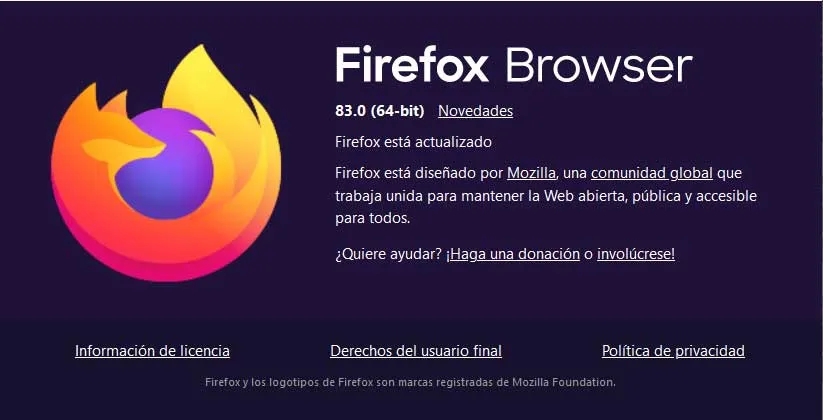 Firefox Browser
83.0 (64-bit) Novedades
Firefox está actualizado
Firefox está diseñado por Mozilla, una comunidad global que
trabaja unida para mantener la Web abierta, pública y accesible
para todos.
¿Quiere ayudar? ¡Haga una donación o involúcrese!
Información de licencia Derechos del usuario final Política de privacidad
Firefox y los logotipos de Firefox son marcas registradas de Mozilla Foundation.